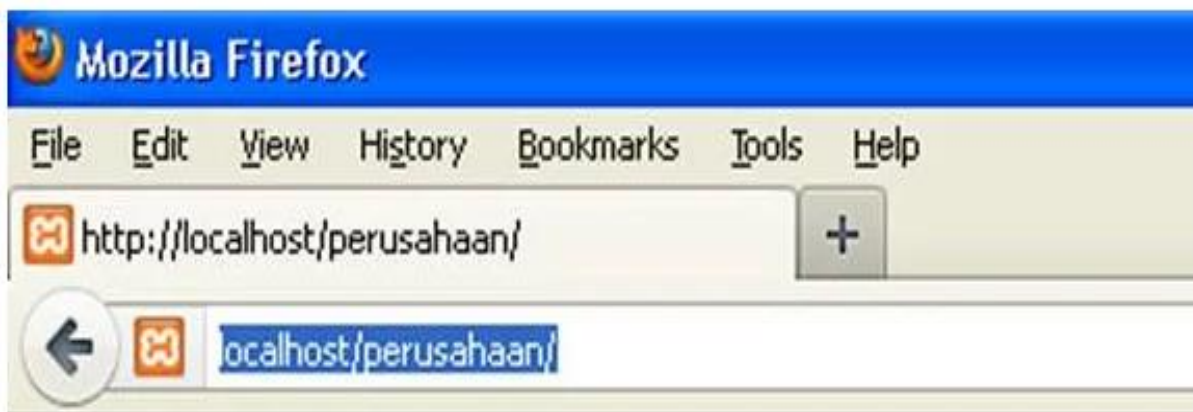 Mozilla Firefox
File Edit View History Bookmarks Tools Help
http://localhost/perusahaan/
localhost/perusahaan/